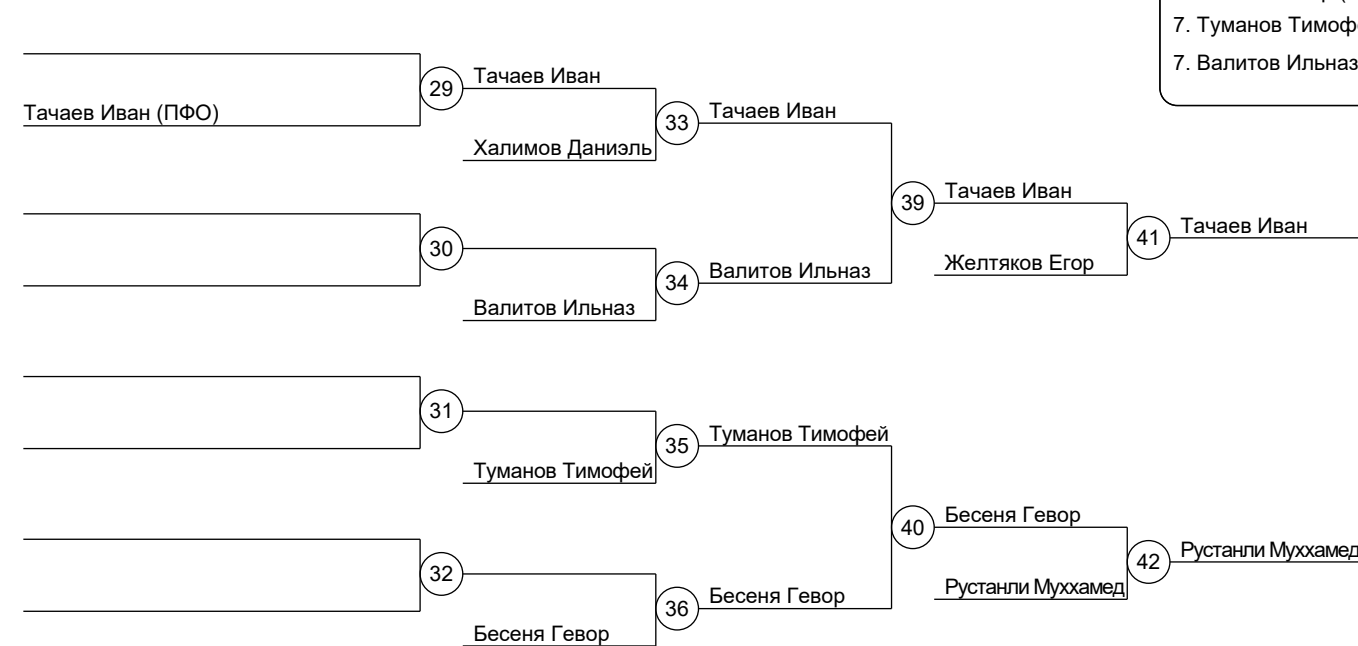 7. Туманов Тимоф
7. Валитов Ильназ
29
Тачаев Иван
Тачаев Иван (ПФО)
33
Тачаев Иван
Халимов Даниэль
39
Тачаев Иван
41
Тачаев Иван
30
Желтяков Егор
34
Валитов Ильназ
Валитов Ильназ
31
35
Туманов Тимофей
Туманов Тимофей
40
Бесеня Гевор
42
Рустанли Муххамед
32
Рустанли Муххамед
36
Бесеня Гевор
Бесеня Гевор